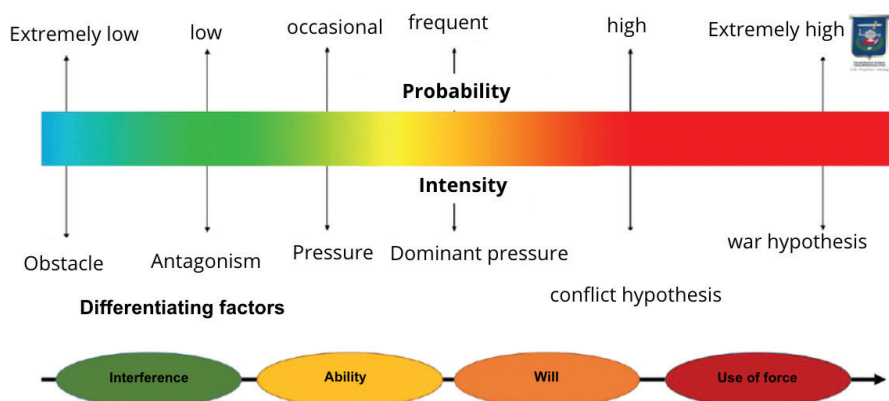 Extremely low
low
occasional
frequent
high
Extremely high
Probability
Intensity
Obstacle
Antagonism
Pressure
Dominant pressure
war hypothesis
conflict hypothesis
Differentiating factors
Interference
Ability
Will
Use of force